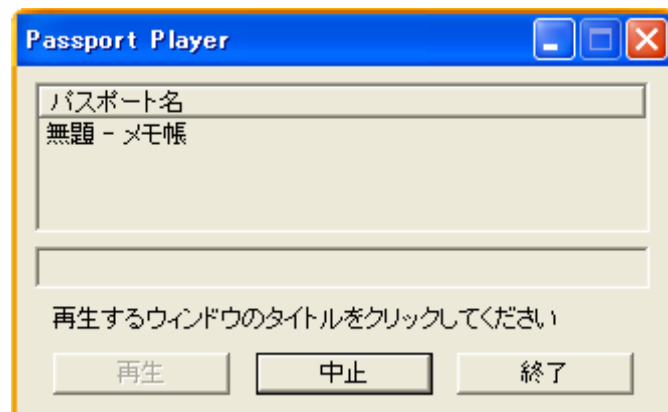 Passport Player
パスポート名
無題 - メモ帳
再生するウィンドウのタイトルをクリックしてください
再生 中止 終了